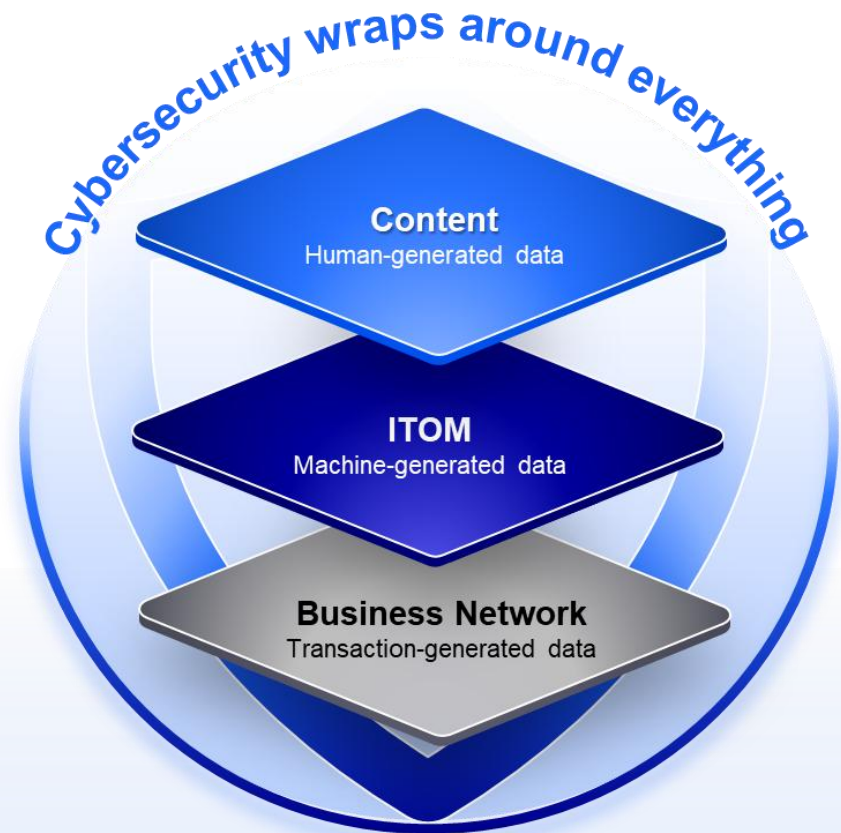 Cybersecurity wraps around everything
Content
Human-generated data
ITOM
Machine-generated data
Business Network
Transaction-generated data